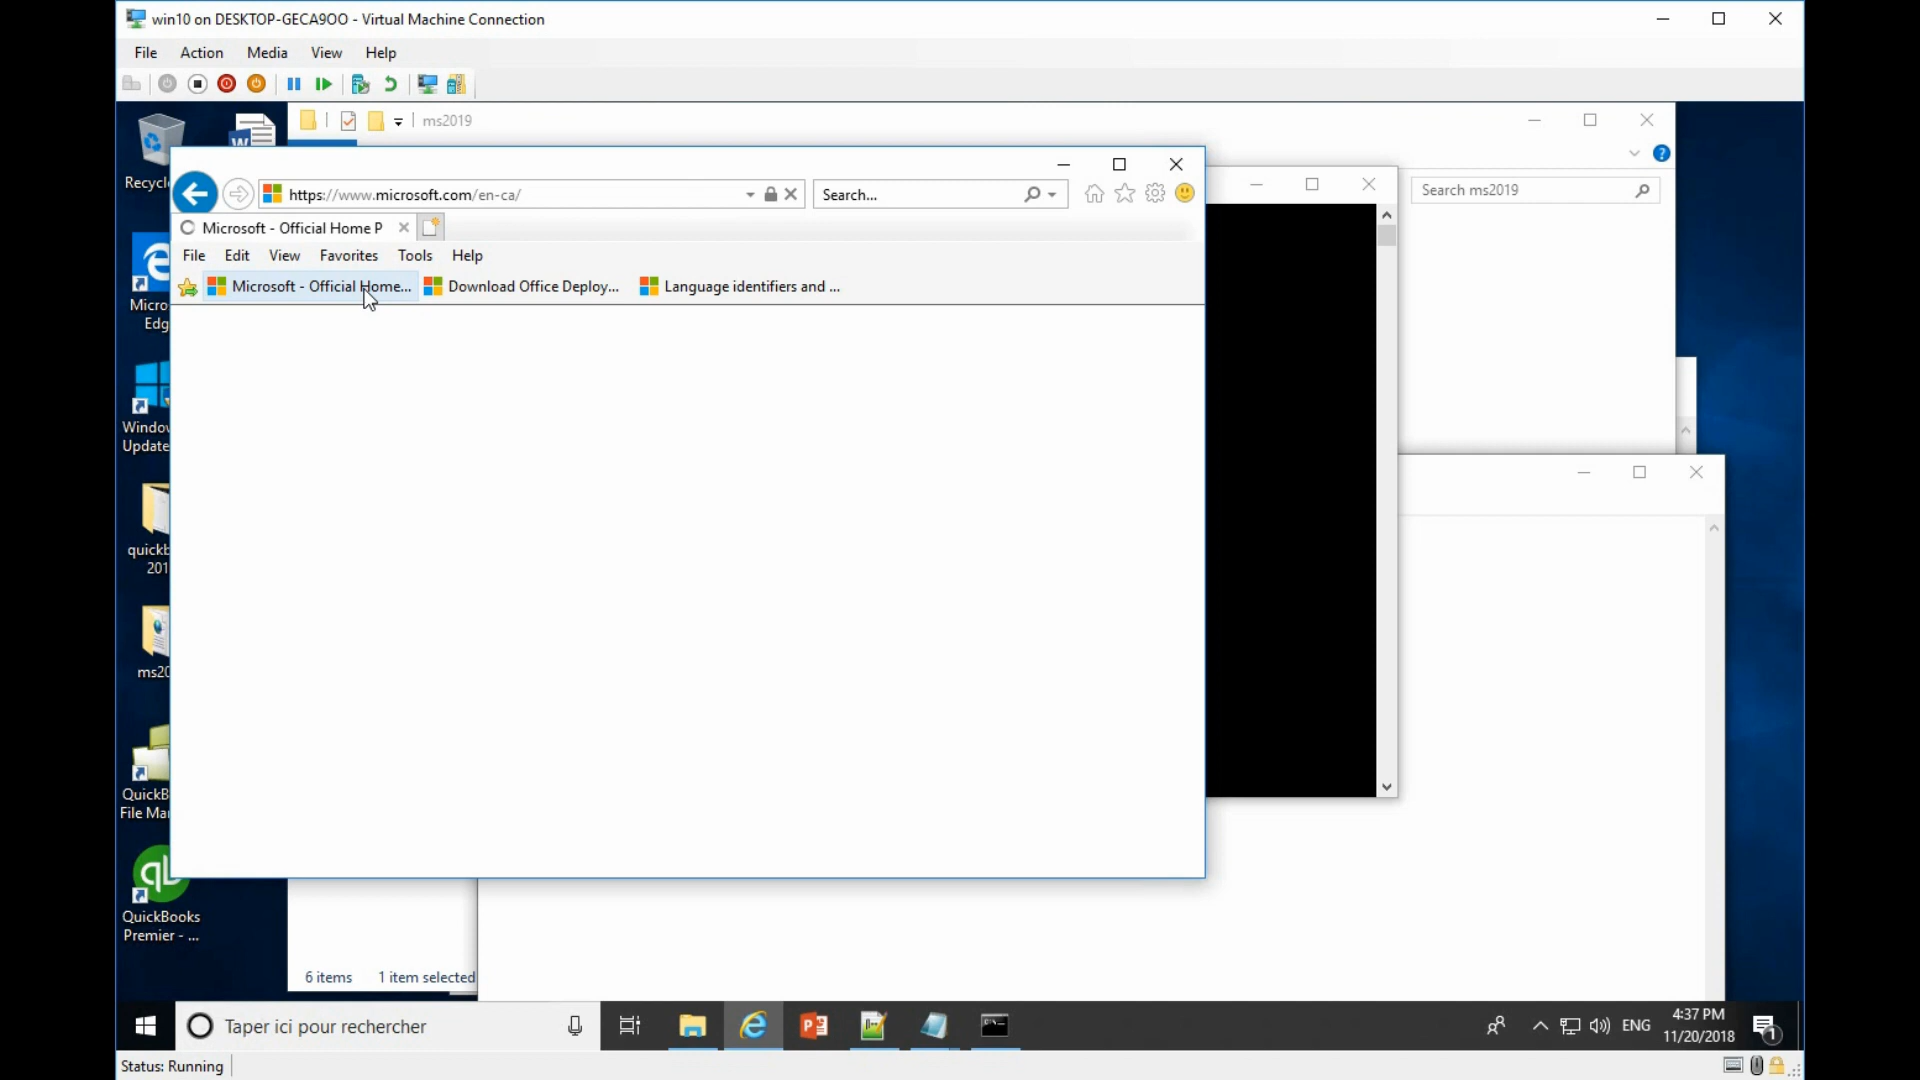 win10 on DESKTOP-GECA9OO - Virtual Machine Connection
File Action Media View Help
ms2019
Search ms2019
https://www.microsoft.com/en-ca/
Search...
Microsoft - Official Home P
File Edit View Favorites Tools Help
Microsoft - Official Home...
Download Office Deploy...
Language identifiers and ...
Recycl
Micro
Edg
Window
Update
quickb
201
ms20
QuickB
File Mar
QuickBooks
Premier - ...
6 items 1 item selected
Taper ici pour rechercher
ENG
4:37 PM
11/20/2018
1
Status: Running